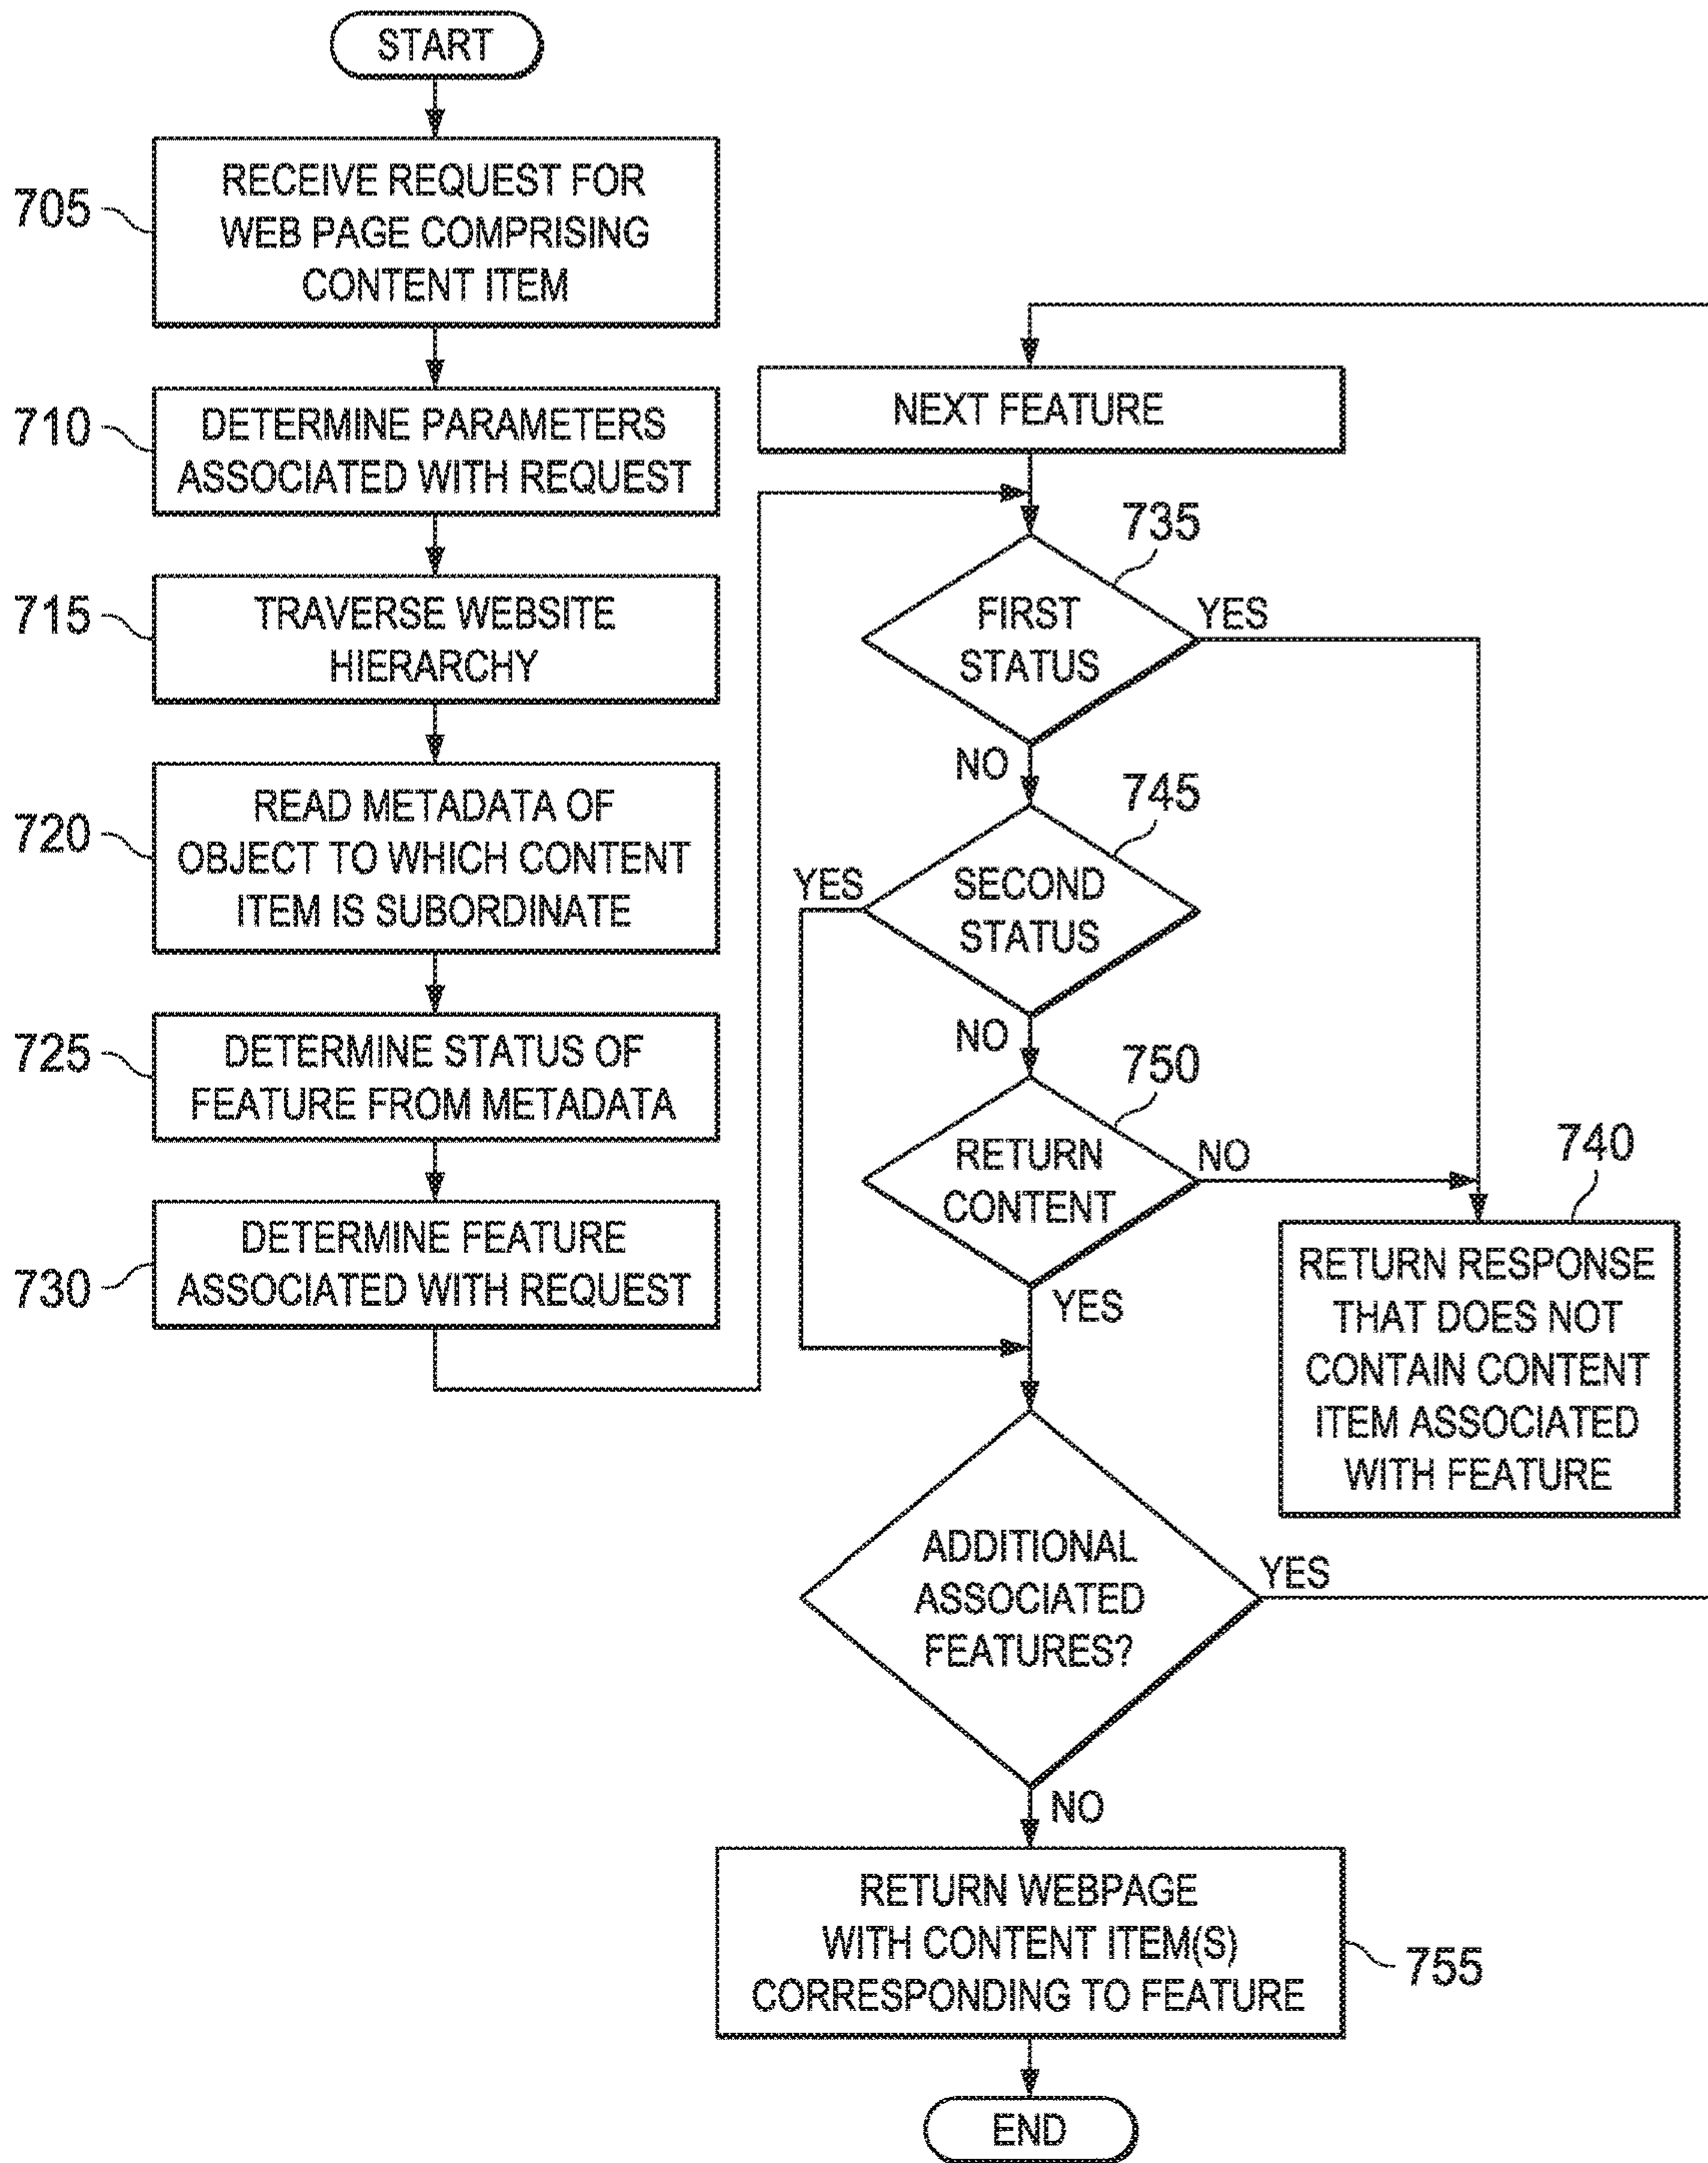 START
705
RECEIVE REQUEST FOR
WEB PAGE COMPRISING
CONTENT ITEM
710
DETERMINE PARAMETERS
ASSOCIATED WITH REQUEST
715
TRAVERSE WEBSITE
HIERARCHY
720
READ METADATA OF
OBJECT TO WHICH CONTENT
ITEM IS SUBORDINATE
725
DETERMINE STATUS OF
FEATURE FROM METADATA
730
DETERMINE FEATURE
ASSOCIATED WITH REQUEST
NEXT FEATURE
735
FIRST
STATUS
YES
NO
745
SECOND
STATUS
YES
NO
750
RETURN
CONTENT
NO
YES
740
RETURN RESPONSE
THAT DOES NOT
CONTAIN CONTENT
ITEM ASSOCIATED
WITH FEATURE
ADDITIONAL
ASSOCIATED
FEATURES?
YES
NO
RETURN WEBPAGE
WITH CONTENT ITEM(S)
CORRESPONDING TO FEATURE
755
END